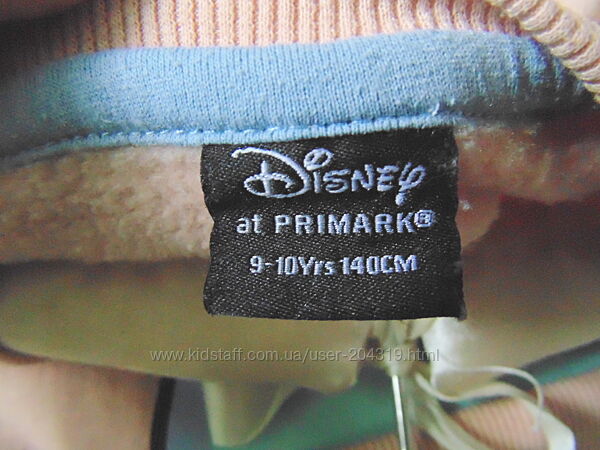 Disney
at PRIMARK®
9-10Yrs 140CM
www.kidstaff.com.ua/user-204319.html